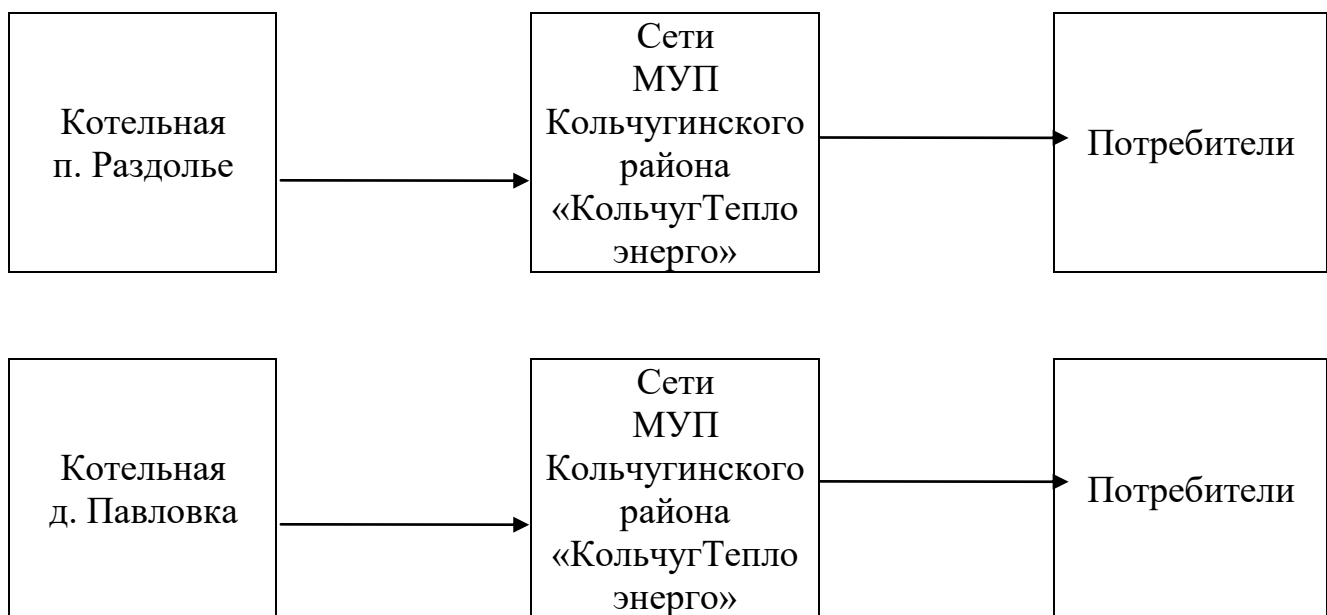 Котельная
п. Раздолье
Сети
МУП
Кольчугинского
района
«КольчугТепло
энерго»
Потребители
Котельная
д. Павловка
Сети
МУП
Кольчугинского
района
«КольчугТепло
энерго»
Потребители